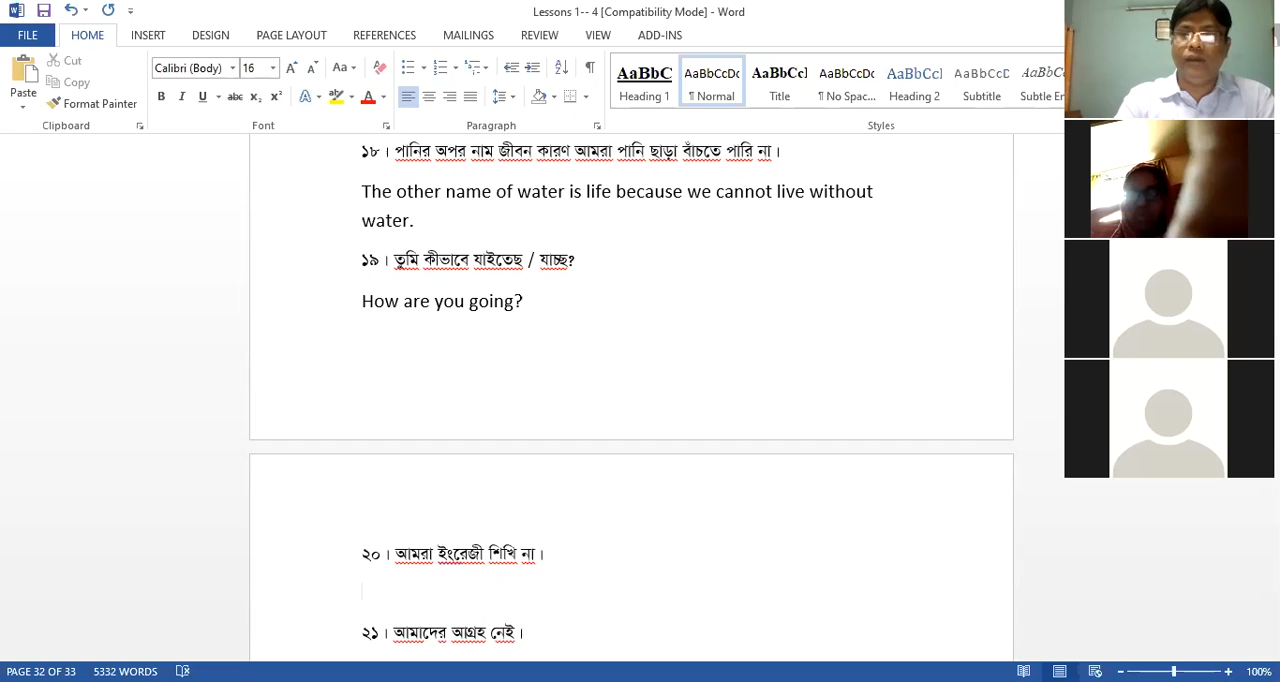 Lessons 1-- 4 [Compatibility Mode] - Word
FILE HOME INSERT DESIGN PAGE LAYOUT REFERENCES MAILINGS REVIEW VIEW ADD-INS
Cut
Copy
Format Painter
Paste
Clipboard
Calibri (Body) 16
Font
Paragraph
AaBbC AaBbCcDc AaBbCc] AaBbCcDc AaBbCc] AaBbCcD AaBbCcDc
Heading 1 ¶ Normal Title ¶ No Spac... Heading 2 Subtitle Subtle Em
Styles
১৮। পানির অপর নাম জীবন কারণ আমরা পানি ছাড়া বাঁচতে পারি না।
The other name of water is life because we cannot live without
water.
১৯। তুমি কীভাবে যাইতেছ / যাচ্ছ?
How are you going?
২০। আমরা ইংরেজী শিখি না।
২১। আমাদের আগ্রহ নেই।
PAGE 32 OF 33 5332 WORDS 100%